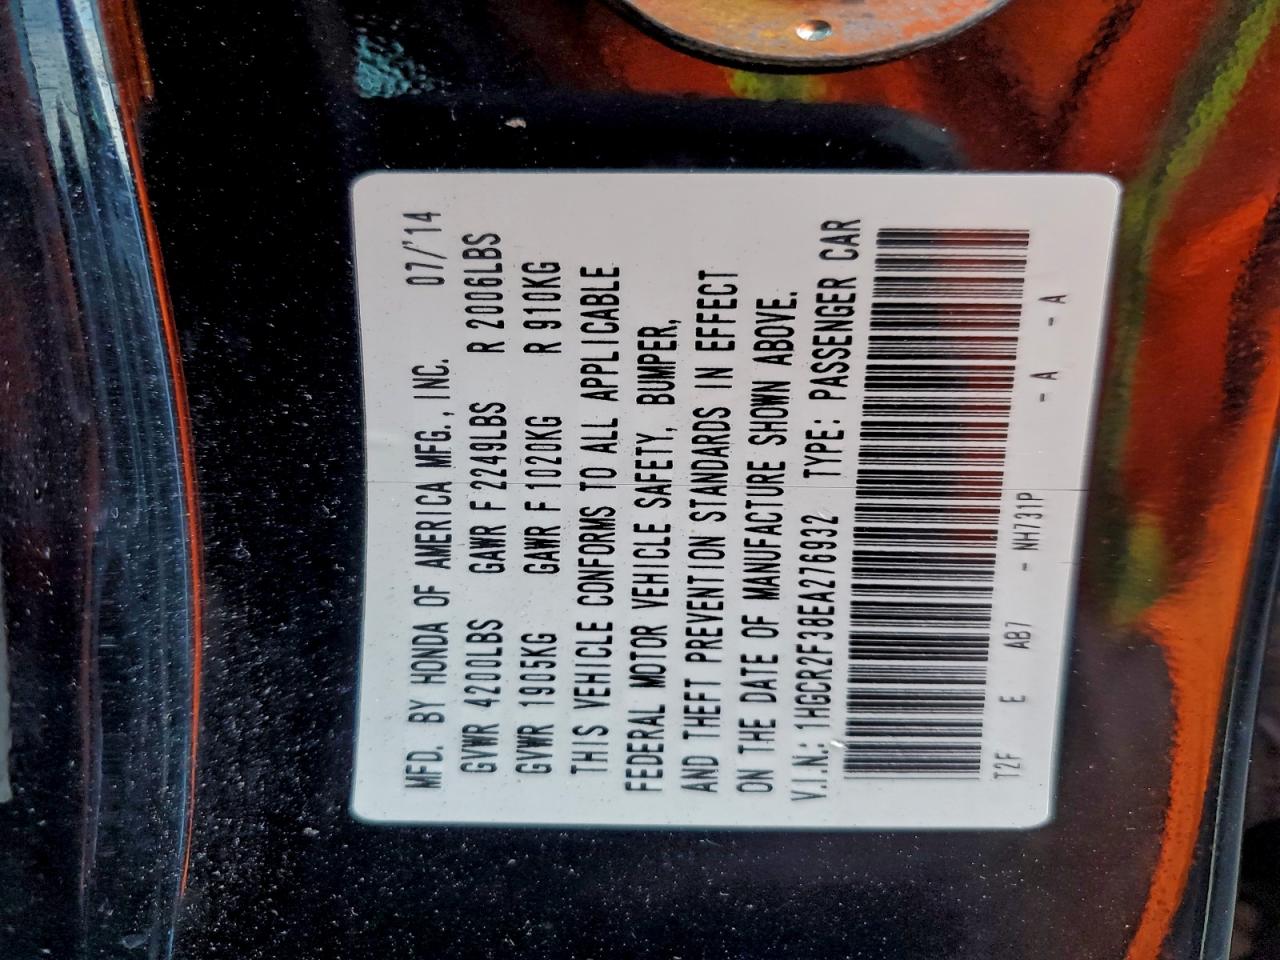 MFD. BY HONDA OF AMERICA MFG., INC. 07/'14
GVWR 4200LBS GAWR F 2249LBS R 2006LBS
GVWR 1905KG GAWR F 1020KG R 910KG
THIS VEHICLE CONFORMS TO ALL APPLICABLE
FEDERAL MOTOR VEHICLE SAFETY, BUMPER,
AND THEFT PREVENTION STANDARDS IN EFFECT
ON THE DATE OF MANUFACTURE SHOWN ABOVE.
V.I.N.: 1HGCR2F38EA276932 TYPE: PASSENGER CAR
T2F E AB7 - NH731P - A - A